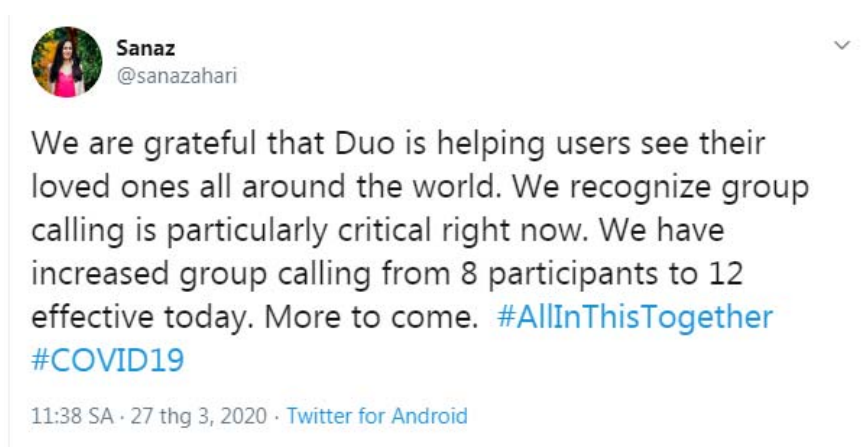 Sanaz
@sanazahari
We are grateful that Duo is helping users see their
loved ones all around the world. We recognize group
calling is particularly critical right now. We have
increased group calling from 8 participants to 12
effective today. More to come. #AllInThisTogether
#COVID19
11:38 SA · 27 thg 3, 2020 · Twitter for Android